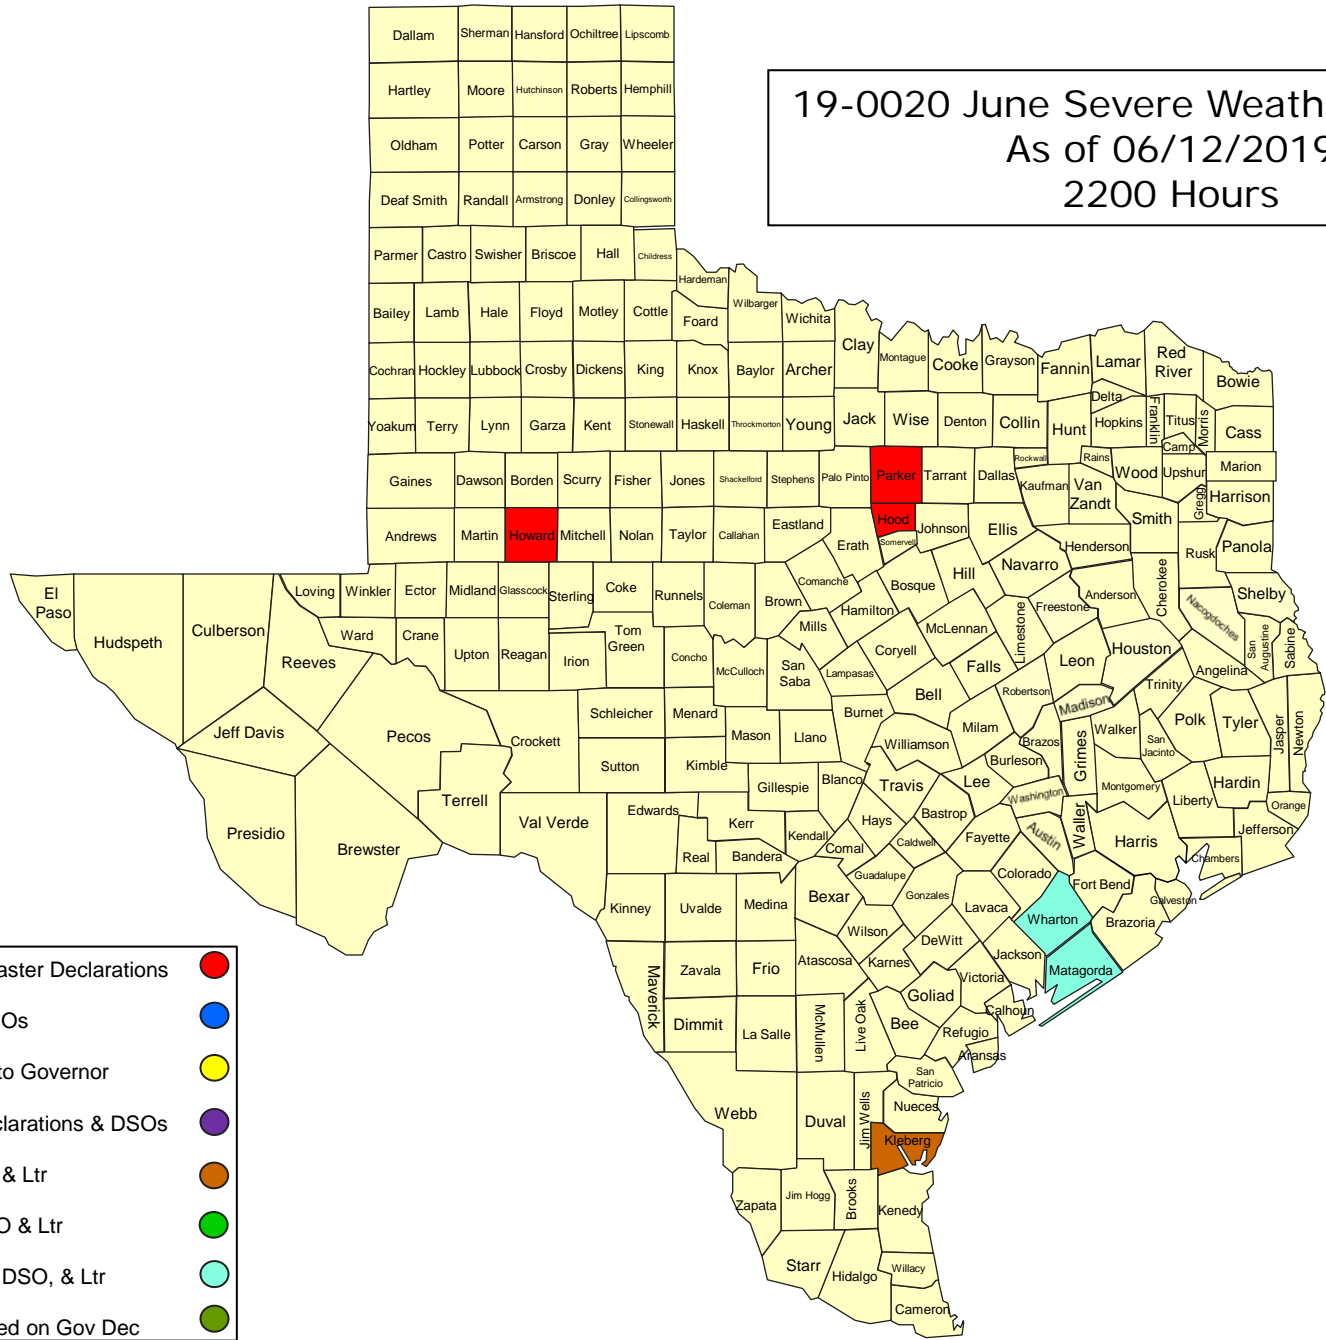 19-0020 June Severe Weath
As of 06/12/2019
2200 Hours
Dallam Sherman Hansford Ochiltree Lipscomb
Hartley Moore Hutchinson Roberts Hemphill
Oldham Potter Carson Gray Wheeler
Deaf Smith Randall Armstrong Donley Collingsworth
Parmer Castro Swisher Briscoe Hall Childress
Hardeman
Bailey Lamb Hale Floyd Motley Cottle Foard Wilbarger Wichita
Clay Montague Cooke Grayson Fannin Lamar Red River Bowie
Cochran Hockley Lubbock Crosby Dickens King Knox Baylor Archer
Delta
Yoakum Terry Lynn Garza Kent Stonewall Haskell Throckmorton Young Jack Wise Denton Collin Hunt Hopkins Franklin Titus Morris Cass
Camp
Gaines Dawson Borden Scurry Fisher Jones Shackelford Stephens Palo Pinto Parker Tarrant Dallas Rockwall Kaufman Rains Van Zandt Wood Upshur Gregg Marion
Harrison
Andrews Martin Howard Mitchell Nolan Taylor Callahan Eastland Erath Hood Somervell Johnson Ellis Henderson Smith Rusk Panola
El Paso Hudspeth Culberson Reeves Loving Winkler Ector Midland Glasscock Sterling Coke Runnels Coleman Brown Comanche Hamilton Bosque Hill Navarro Freestone Anderson Cherokee Nacogdoches Shelby
Ward Crane Upton Reagan Irion Tom Green Concho McCulloch San Saba Mills Lampasas Coryell McLennan Limestone Falls Leon Houston Angelina San Augustine Sabine
Jeff Davis Pecos Crockett Schleicher Menard Mason Llano Burnet Bell Milam Robertson Madison Trinity Walker San Jacinto Polk Tyler Jasper Newton
Presidio Brewster Terrell Val Verde Sutton Kimble Gillespie Blanco Williamson Travis Lee Burleson Brazos Grimes Washington Montgomery Liberty Hardin Orange
Edwards Kerr Real Bandera Kendall Comal Hays Caldwell Bastrop Fayette Austin Waller Harris Chambers Jefferson
Kinney Uvalde Medina Bexar Guadalupe Gonzales Lavaca Colorado Wharton Fort Bend Brazoria Galveston
Maverick Zavala Frio Atascosa Wilson Karnes DeWitt Victoria Jackson Matagorda
Dimmit La Salle McMullen Live Oak Bee Goliad Refugio Calhoun Aransas
San Patricio
Webb Duval Jim Wells Nueces Kleberg
Zapata Jim Hogg Brooks Kenedy
Starr Hidalgo Willacy
Cameron
aster Declarations
Os
to Governor
clarations & DSOs
& Ltr
O & Ltr
DSO, & Ltr
ed on Gov Dec